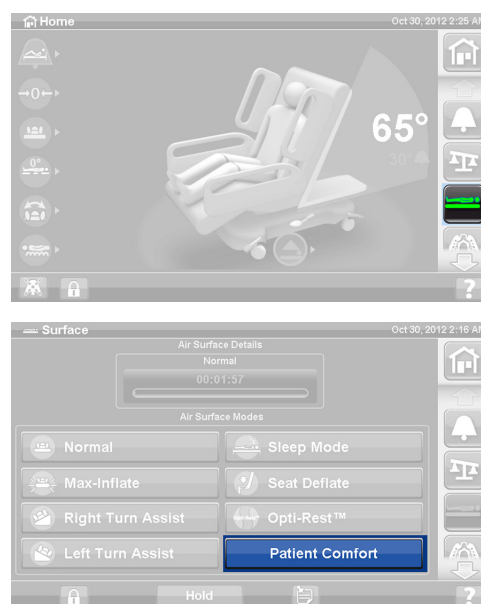 Home
Oct 30, 2012 2:25 AM
0
65°
30°
0°
?
Surface
Oct 30, 2012 2:16 AM
Air Surface Details
Normal
00:01:57
Air Surface Modes
Normal
Sleep Mode
Max-Inflate
Seat Deflate
Right Turn Assist
Opti-Rest™
Left Turn Assist
Patient Comfort
Hold
?